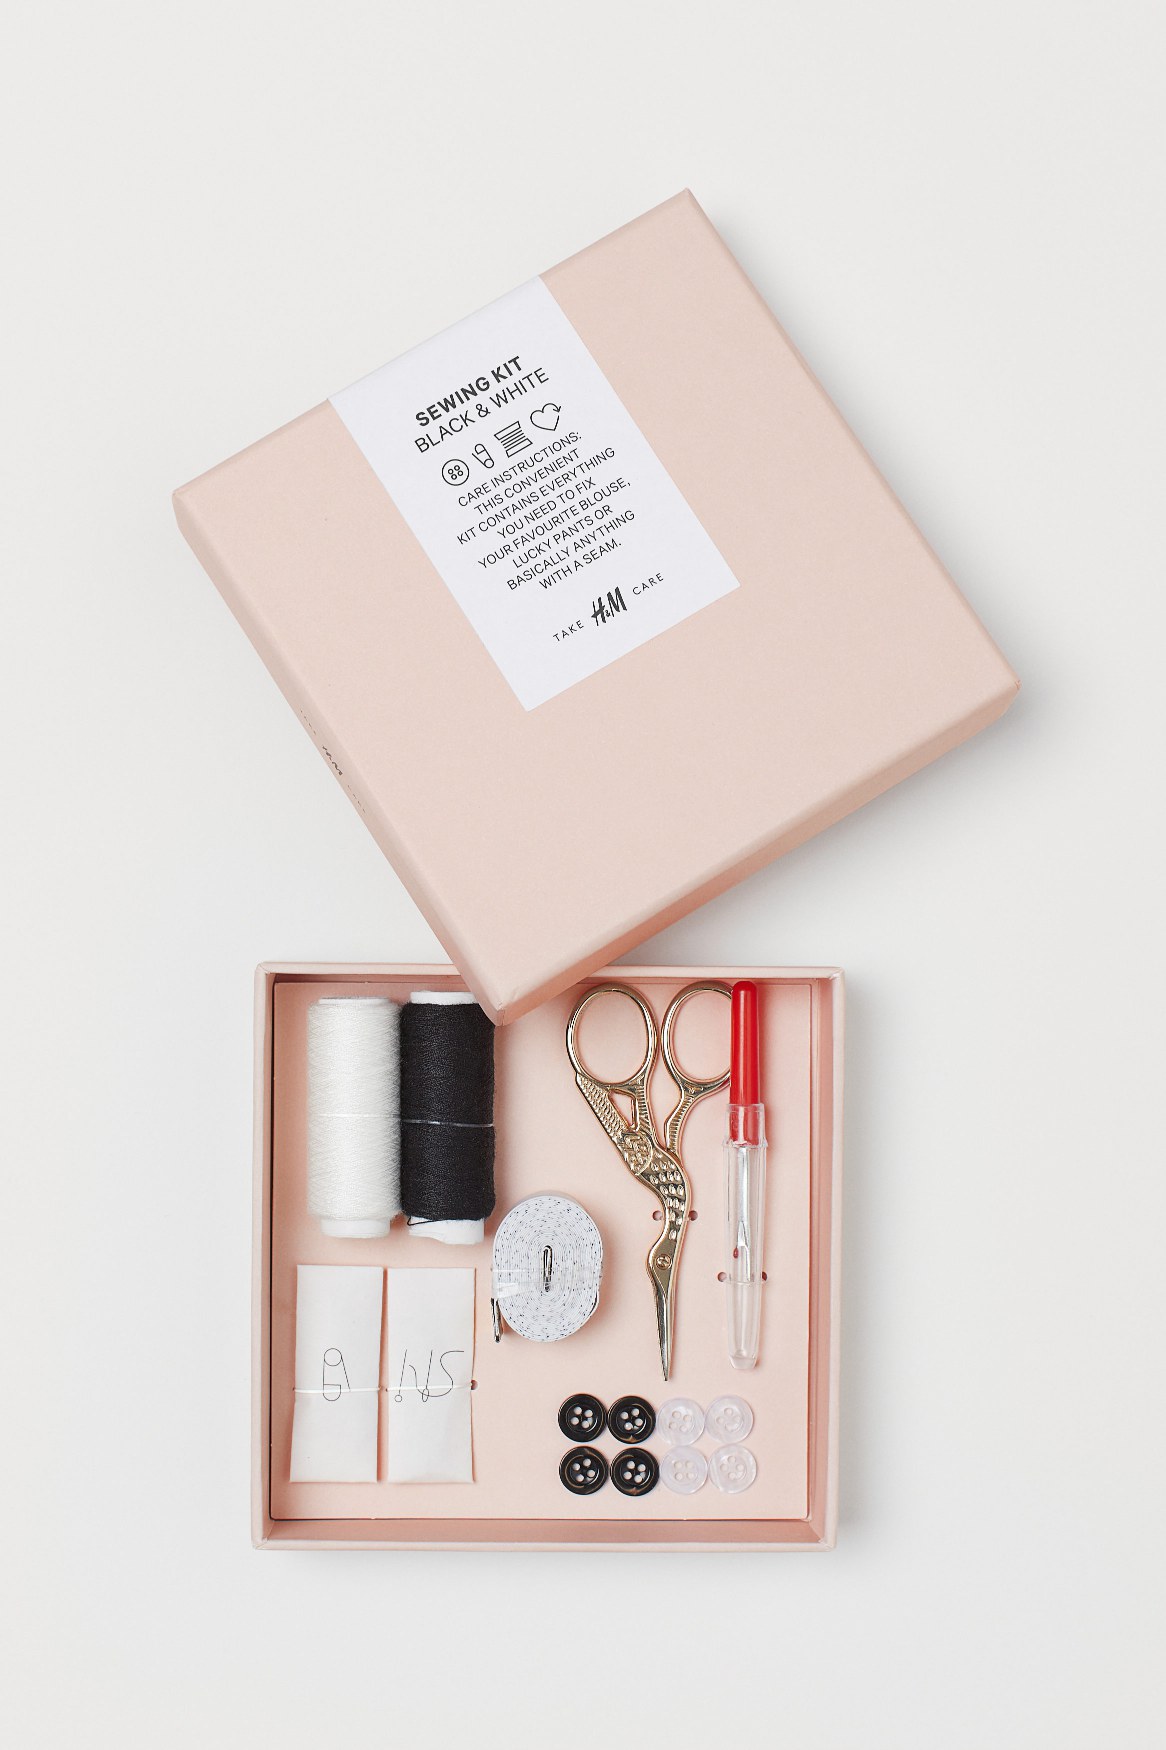 SEWING KIT
BLACK & WHITE
CARE INSTRUCTIONS:
THIS CONVENIENT
KIT CONTAINS EVERYTHING
YOU NEED TO FIX
YOUR FAVOURITE BLOUSE,
LUCKY PANTS OR
BASICALLY ANYTHING
WITH A SEAM.
TAKE H&M CARE